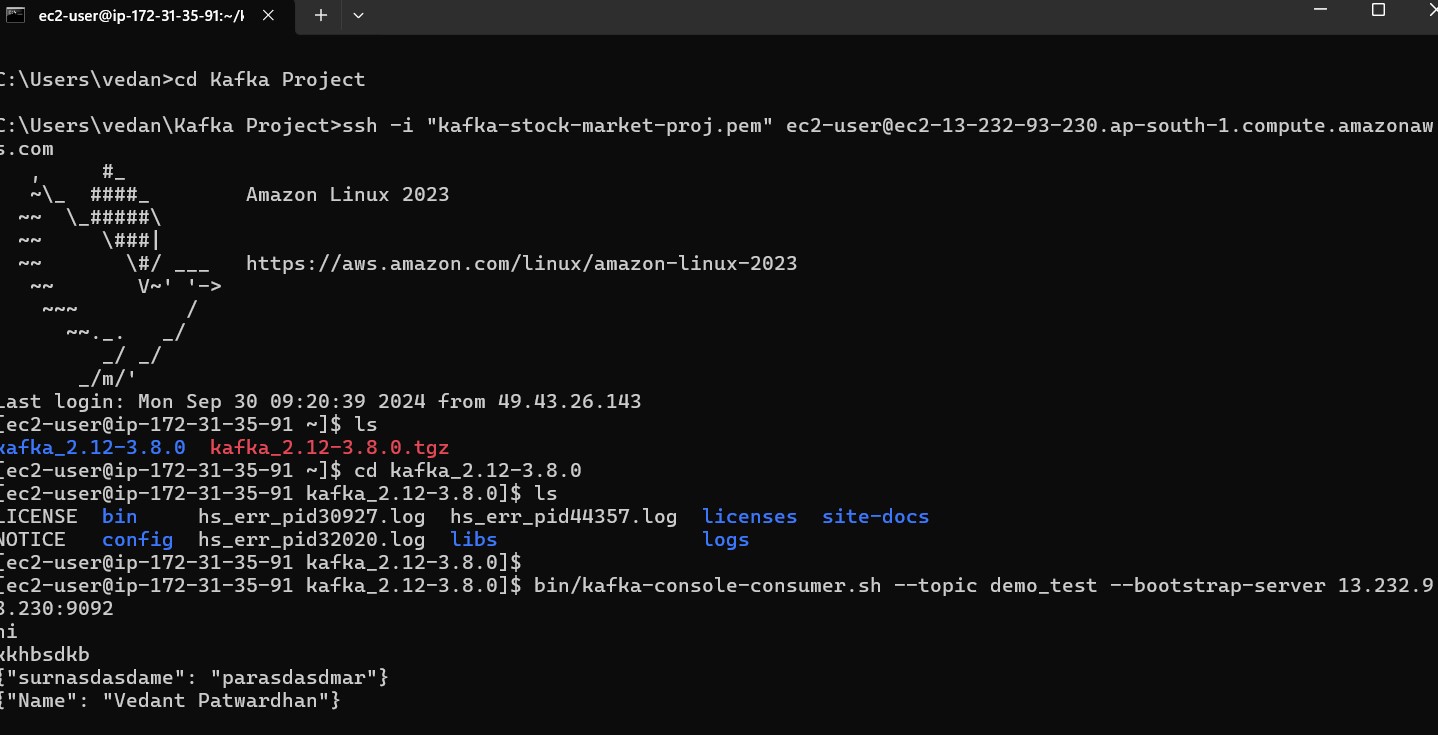 ec2-user@ip-172-31-35-91:~/k
C:\Users\vedan>cd Kafka Project
C:\Users\vedan\Kafka Project>ssh -i "kafka-stock-market-proj.pem" ec2-user@ec2-13-232-93-230.ap-south-1.compute.amazonaw
s.com
   ,     #_
   ~\_  ####_        Amazon Linux 2023
  ~~  \_#####\
  ~~     \###|
  ~~       \#/ ___   https://aws.amazon.com/linux/amazon-linux-2023
   ~~       V~' '->
    ~~~         /
      ~~._.   _/
         _/ _/
       _/m/'
Last login: Mon Sep 30 09:20:39 2024 from 49.43.26.143
[ec2-user@ip-172-31-35-91 ~]$ ls
kafka_2.12-3.8.0  kafka_2.12-3.8.0.tgz
[ec2-user@ip-172-31-35-91 ~]$ cd kafka_2.12-3.8.0
[ec2-user@ip-172-31-35-91 kafka_2.12-3.8.0]$ ls
LICENSE  bin     hs_err_pid30927.log  hs_err_pid44357.log  licenses  site-docs
NOTICE   config  hs_err_pid32020.log  libs                 logs
[ec2-user@ip-172-31-35-91 kafka_2.12-3.8.0]$
[ec2-user@ip-172-31-35-91 kafka_2.12-3.8.0]$ bin/kafka-console-consumer.sh --topic demo_test --bootstrap-server 13.232.9
3.230:9092
hi
kkhbsdkb
{"surnasdasdame": "parasdasdmar"}
{"Name": "Vedant Patwardhan"}